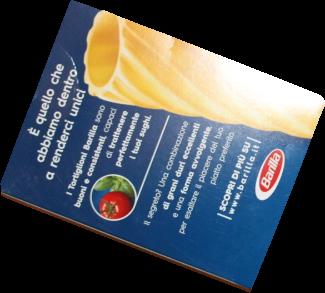 È quello che
abbiamo dentro
a renderci unici
I Tortiglioni Barilla sono
buoni e consistenti, capaci
di trattenere
perfettamente
i tuoi sughi.
Il segreto? Una combinazione
di grani duri eccellenti
e una forma avvolgente,
per esaltare il piacere del tuo
piatto preferito.
SCOPRI DI PIÙ SU
www.barilla.it
Barilla